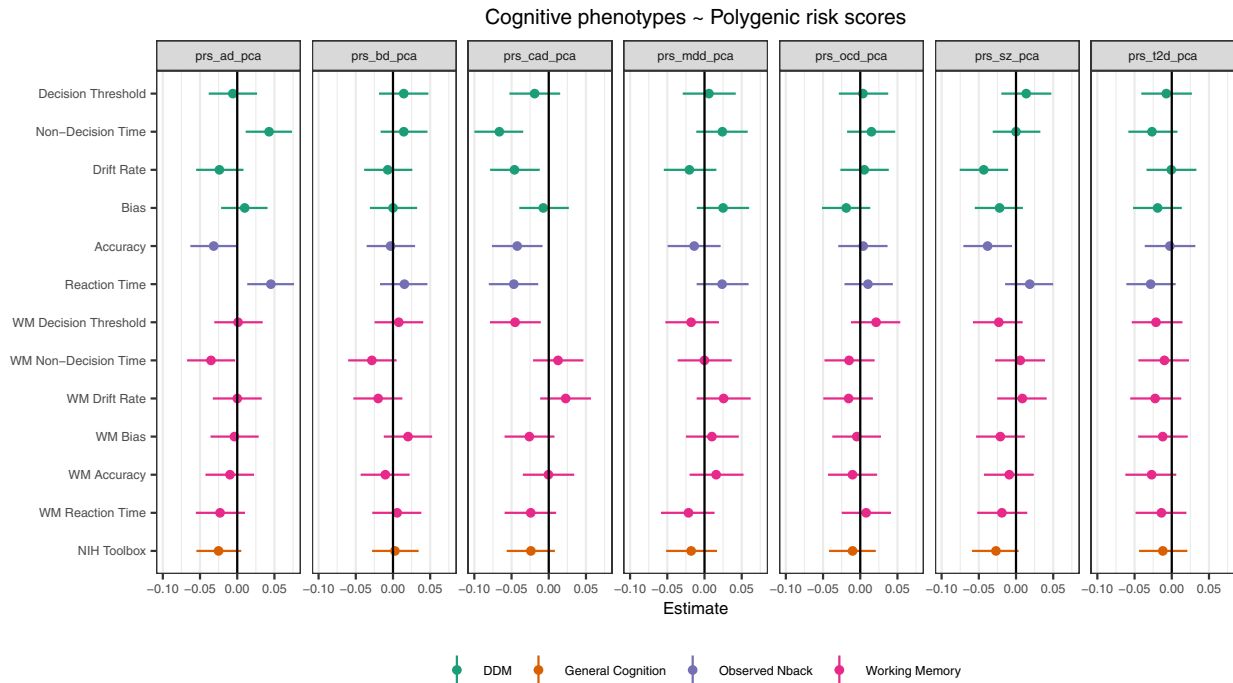 Cognitive phenotypes ~ Polygenic risk scores
prs_ad_pca prs_bd_pca prs_cad_pca prs_mdd_pca prs_ocd_pca prs_sz_pca prs_t2d_pca
Decision Threshold
Non−Decision Time
Drift Rate
Bias
Accuracy
Reaction Time
WM Decision Threshold
WM Non−Decision Time
WM Drift Rate
WM Bias
WM Accuracy
WM Reaction Time
NIH Toolbox
−0.10 −0.05 0.00 0.05 −0.10 −0.05 0.00 0.05 −0.10 −0.05 0.00 0.05 −0.10 −0.05 0.00 0.05 −0.10 −0.05 0.00 0.05 −0.10 −0.05 0.00 0.05 −0.10 −0.05 0.00 0.05
Estimate
DDM General Cognition Observed Nback Working Memory